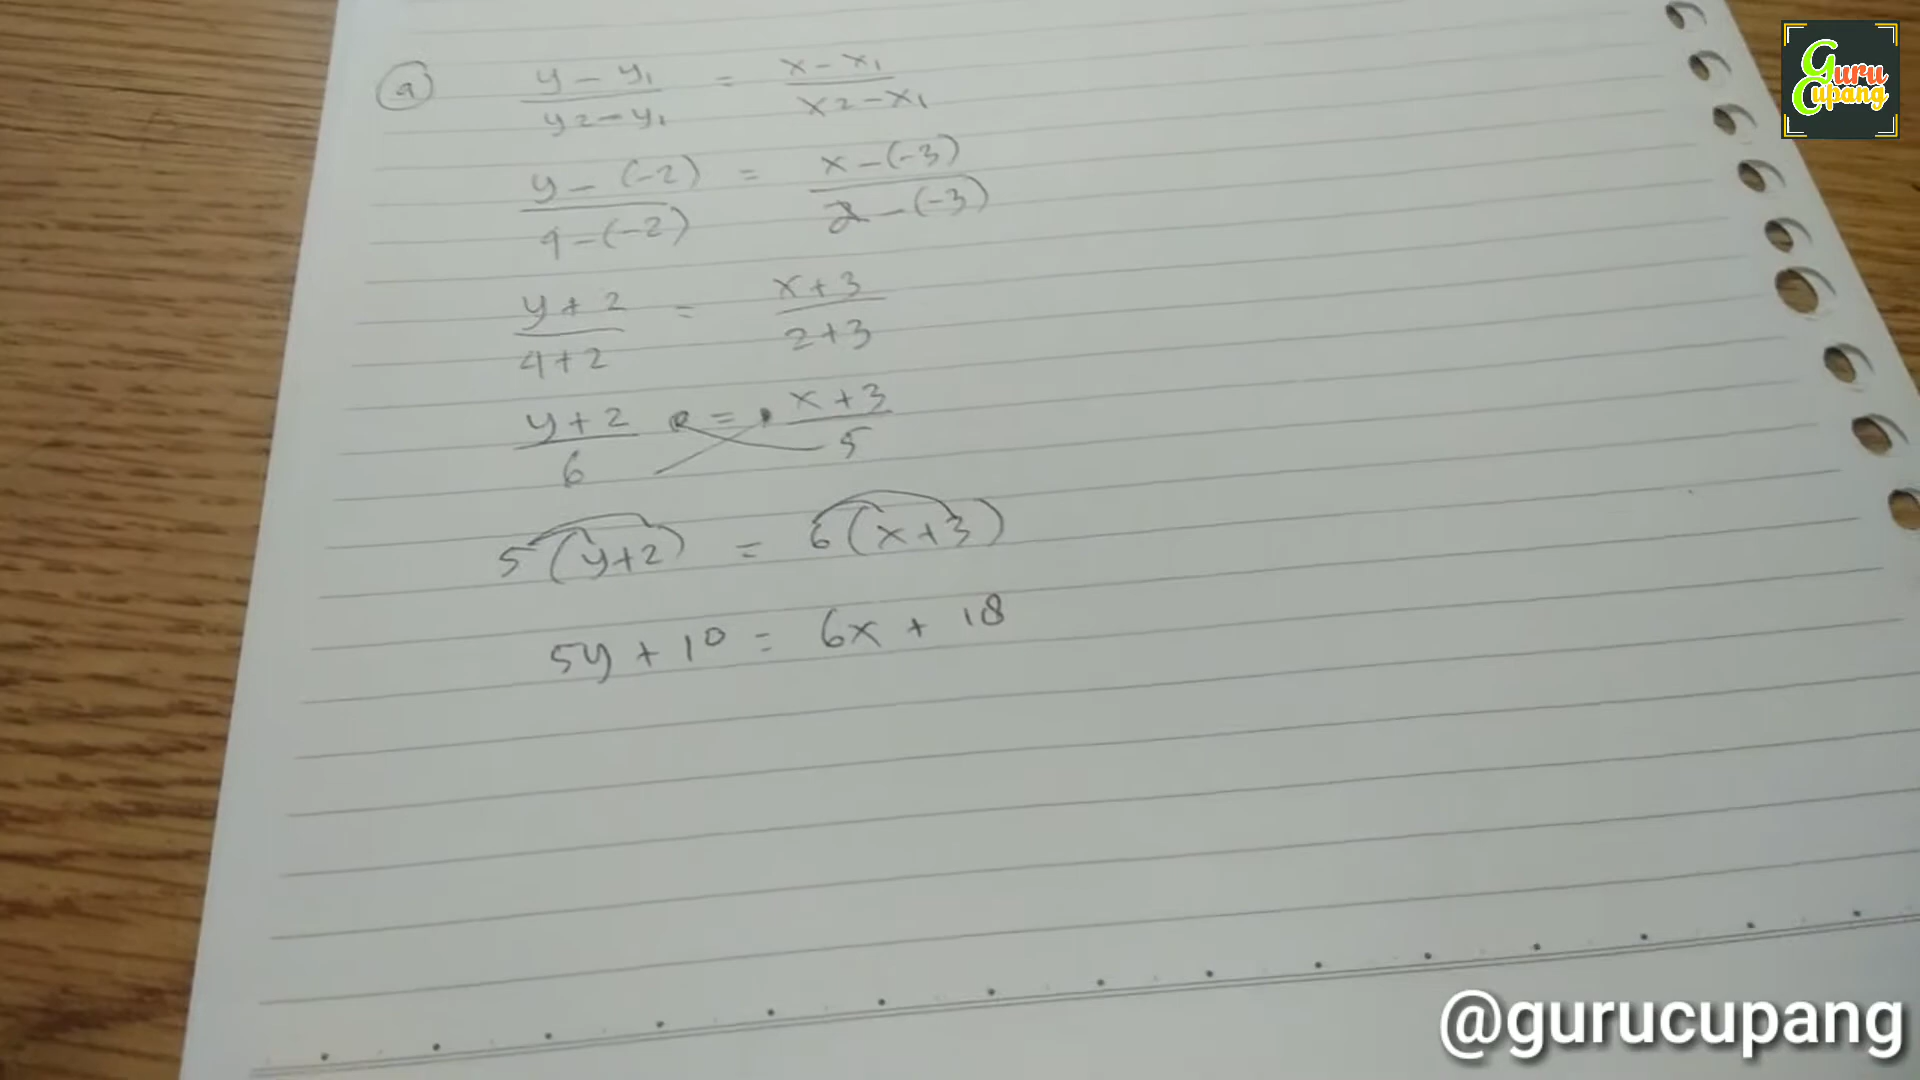 Guru
Cupang
a
y - y1 / y2 - y1 = x - x1 / x2 - x1
y - (-2) / 4 - (-2) = x - (-3) / 2 - (-3)
y + 2 / 4 + 2 = x + 3 / 2 + 3
y + 2 / 6 = x + 3 / 5
5 (y+2) = 6 (x+3)
5y + 10 = 6x + 18
@gurucupang